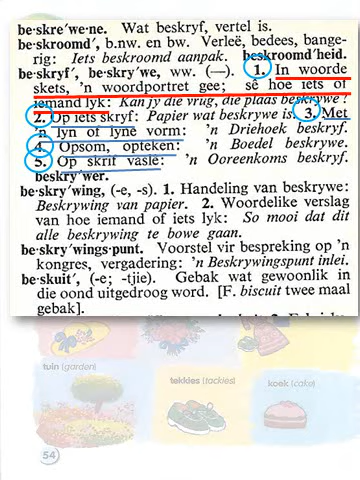 be·skre´we·ne. Wat beskryf, vertel is.
be·skroomd´, b.nw. en bw. Verleë, bedees, bange-
rig: Iets beskroomd aanpak. beskroomd´heid.
be·skryf´, be·skry´we, ww. (—). 1. In woorde
skets, 'n woordportret gee; sê hoe iets of
iemand lyk: Kan jy die vrug, die plaas beskrywe?
2. Op iets skryf: Papier wat beskrywe is. 3. Met
'n lyn of lyne vorm: 'n Driehoek beskryf.
4. Opsom, opteken: 'n Boedel beskrywe.
5. Op skrif vasle: 'n Ooreenkoms beskryf.
beskry´wer.
be·skry´wing, (-e, -s). 1. Handeling van beskrywe:
Beskrywing van papier. 2. Woordelike verslag
van hoe iemand of iets lyk: So mooi dat dit
alle beskrywing te bowe gaan.
be·skry´wings·punt. Voorstel vir bespreking op 'n
kongres, vergadering: 'n Beskrywingspunt inlei.
be·skuit´, (-e; -tjie). Gebak wat gewoonlik in
die oond uitgedroog word. [F. biscuit twee maal
gebak].
tuin (garden)
tekkies (tackies)
koek (cake)
54